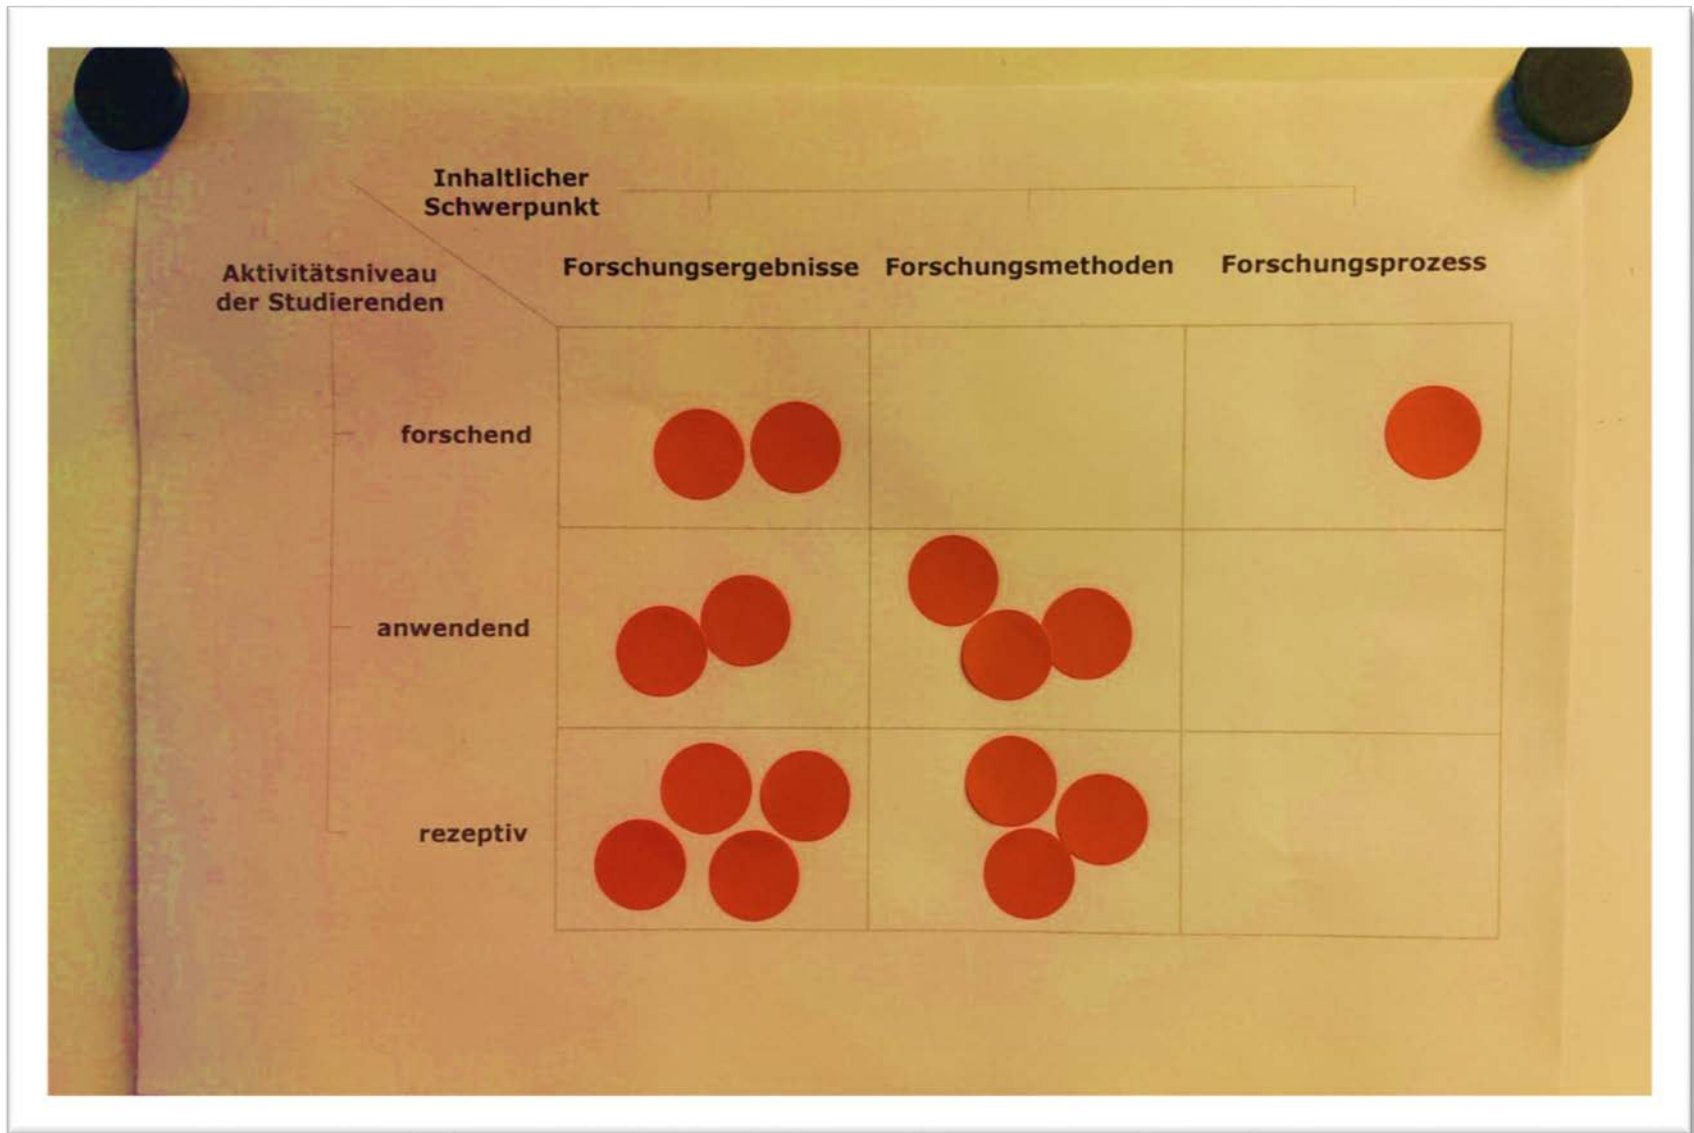 Inhaltlicher
Schwerpunkt
Aktivitätsniveau
der Studierenden
Forschungsergebnisse Forschungsmethoden Forschungsprozess
forschend
anwendend
rezeptiv